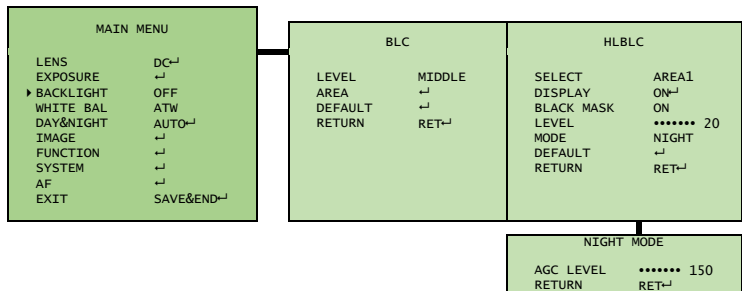 MAIN MENU
LENS DC↵
EXPOSURE ↵
▶ BACKLIGHT OFF
WHITE BAL ATW
DAY&NIGHT AUTO↵
IMAGE ↵
FUNCTION ↵
SYSTEM ↵
AF ↵
EXIT SAVE&END↵
BLC
LEVEL MIDDLE
AREA ↵
DEFAULT ↵
RETURN RET↵
HLBLC
SELECT AREA1
DISPLAY ON↵
BLACK MASK ON
LEVEL ••••••• 20
MODE NIGHT
DEFAULT ↵
RETURN RET↵
NIGHT MODE
AGC LEVEL ••••••• 150
RETURN RET↵